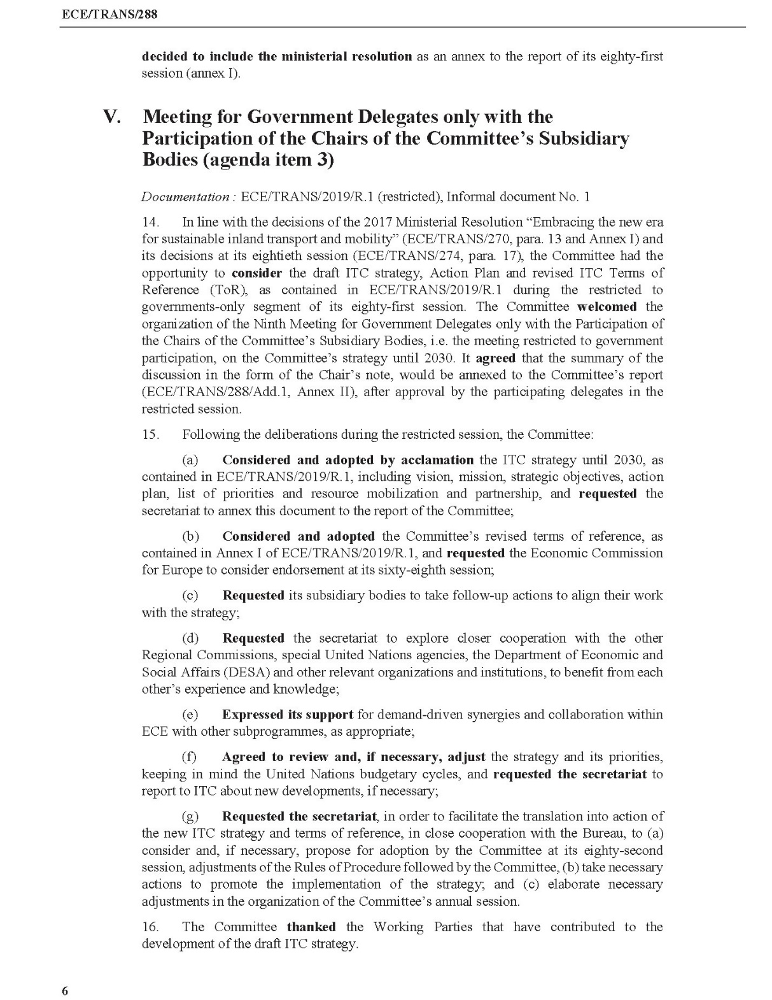 ECE/TRANS/288
decided to include the ministerial resolution as an annex to the report of its eighty-first
session (annex I).
V. Meeting for Government Delegates only with the
Participation of the Chairs of the Committee’s Subsidiary
Bodies (agenda item 3)
Documentation : ECE/TRANS/2019/R.1 (restricted), Informal document No. 1
14. In line with the decisions of the 2017 Ministerial Resolution “Embracing the new era
for sustainable inland transport and mobility” (ECE/TRANS/270, para. 13 and Annex I) and
its decisions at its eightieth session (ECE/TRANS/274, para. 17), the Committee had the
opportunity to consider the draft ITC strategy, Action Plan and revised ITC Terms of
Reference (ToR), as contained in ECE/TRANS/2019/R.1 during the restricted to
governments-only segment of its eighty-first session. The Committee welcomed the
organization of the Ninth Meeting for Government Delegates only with the Participation of
the Chairs of the Committee’s Subsidiary Bodies, i.e. the meeting restricted to government
participation, on the Committee’s strategy until 2030. It agreed that the summary of the
discussion in the form of the Chair’s note, would be annexed to the Committee’s report
(ECE/TRANS/288/Add.1, Annex II), after approval by the participating delegates in the
restricted session.
15. Following the deliberations during the restricted session, the Committee:
(a) Considered and adopted by acclamation the ITC strategy until 2030, as
contained in ECE/TRANS/2019/R.1, including vision, mission, strategic objectives, action
plan, list of priorities and resource mobilization and partnership, and requested the
secretariat to annex this document to the report of the Committee;
(b) Considered and adopted the Committee’s revised terms of reference, as
contained in Annex I of ECE/TRANS/2019/R.1, and requested the Economic Commission
for Europe to consider endorsement at its sixty-eighth session;
(c) Requested its subsidiary bodies to take follow-up actions to align their work
with the strategy;
(d) Requested the secretariat to explore closer cooperation with the other
Regional Commissions, special United Nations agencies, the Department of Economic and
Social Affairs (DESA) and other relevant organizations and institutions, to benefit from each
other’s experience and knowledge;
(e) Expressed its support for demand-driven synergies and collaboration within
ECE with other subprogrammes, as appropriate;
(f) Agreed to review and, if necessary, adjust the strategy and its priorities,
keeping in mind the United Nations budgetary cycles, and requested the secretariat to
report to ITC about new developments, if necessary;
(g) Requested the secretariat, in order to facilitate the translation into action of
the new ITC strategy and terms of reference, in close cooperation with the Bureau, to (a)
consider and, if necessary, propose for adoption by the Committee at its eighty-second
session, adjustments of the Rules of Procedure followed by the Committee, (b) take necessary
actions to promote the implementation of the strategy; and (c) elaborate necessary
adjustments in the organization of the Committee’s annual session.
16. The Committee thanked the Working Parties that have contributed to the
development of the draft ITC strategy.
6